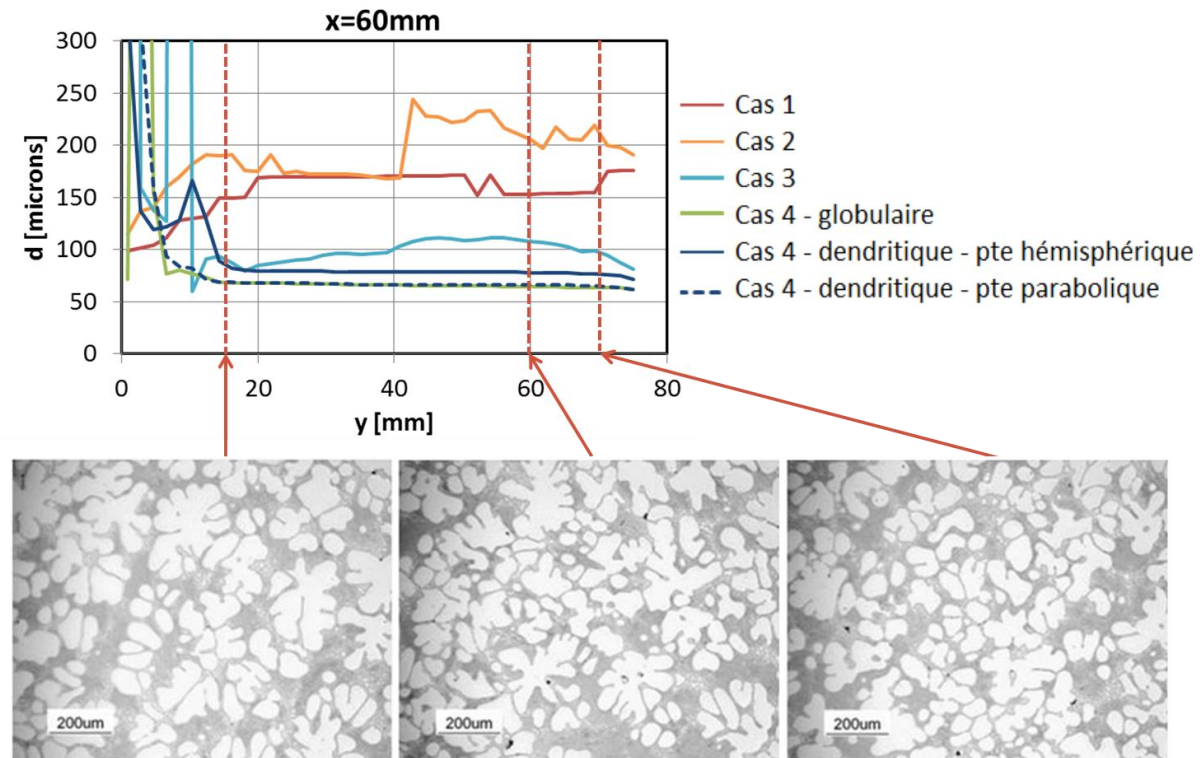 x=60mm
300
250
200
150
100
50
0
d [microns]
0 20 40 60 80
y [mm]
Cas 1
Cas 2
Cas 3
Cas 4 - globulaire
Cas 4 - dendritique - pte hémisphérique
Cas 4 - dendritique - pte parabolique
200um
200um
200um